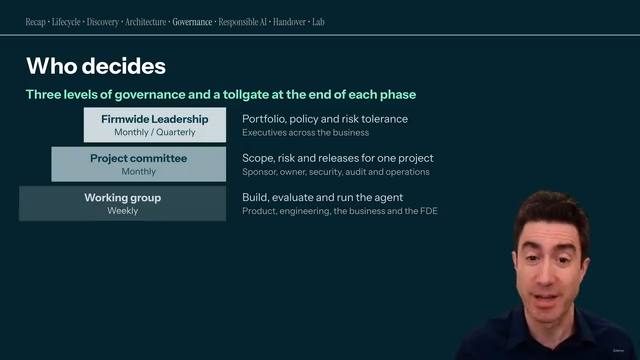 Recap • Lifecycle • Discovery • Architecture • Governance • Responsible AI • Handover • Lab
Who decides
Three levels of governance and a tollgate at the end of each phase
Firmwide Leadership
Monthly / Quarterly
Portfolio, policy and risk tolerance
Executives across the business
Project committee
Monthly
Scope, risk and releases for one project
Sponsor, owner, security, audit and operations
Working group
Weekly
Build, evaluate and run the agent
Product, engineering, the business and the FDE